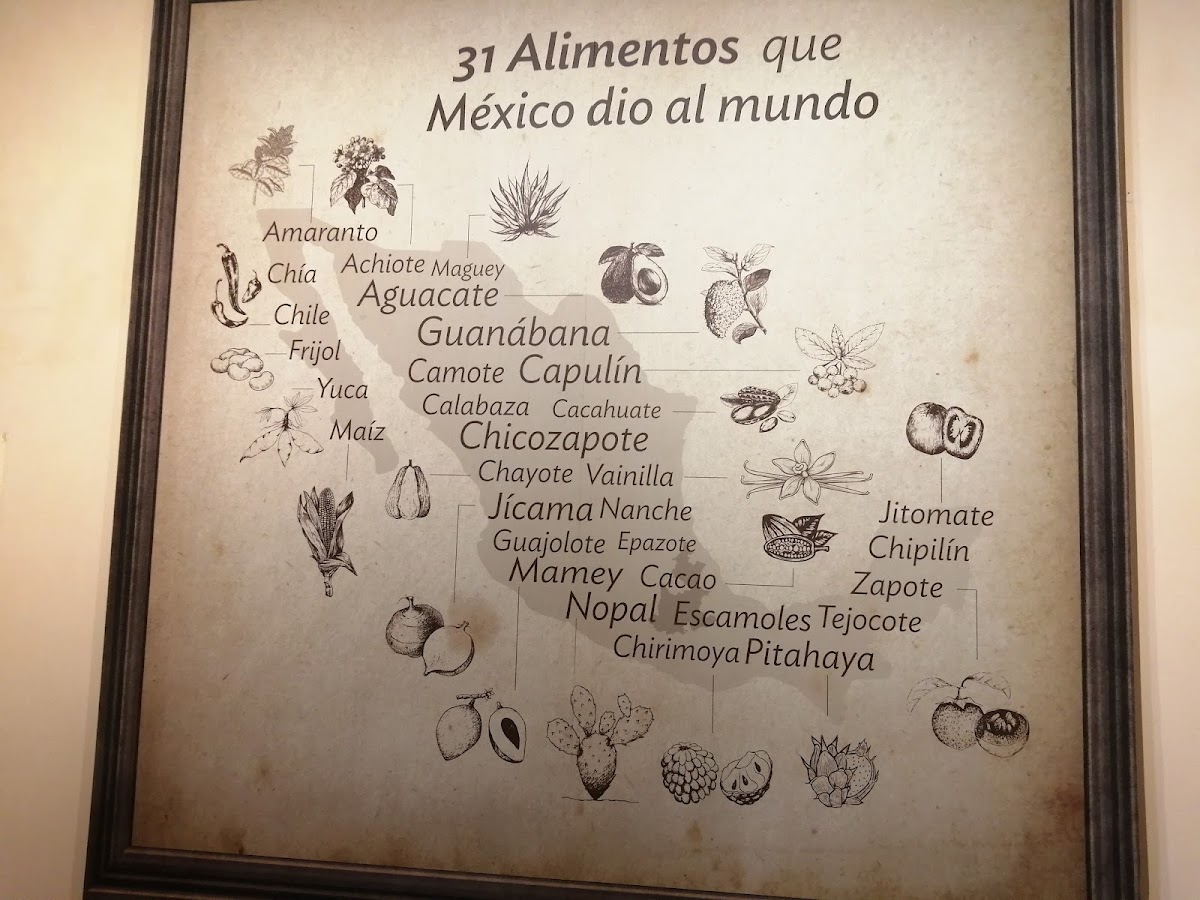 31 Alimentos que
México dio al mundo
Amaranto
Chía
Achiote
Maguey
Aguacate
Chile
Guanábana
Frijol
Camote Capulín
Yuca
Calabaza Cacahuate
Maíz
Chicozapote
Chayote Vainilla
Jícama Nanche
Jitomate
Guajolote Epazote
Chipilín
Mamey Cacao
Zapote
Nopal Escamoles Tejocote
Chirimoya Pitahaya